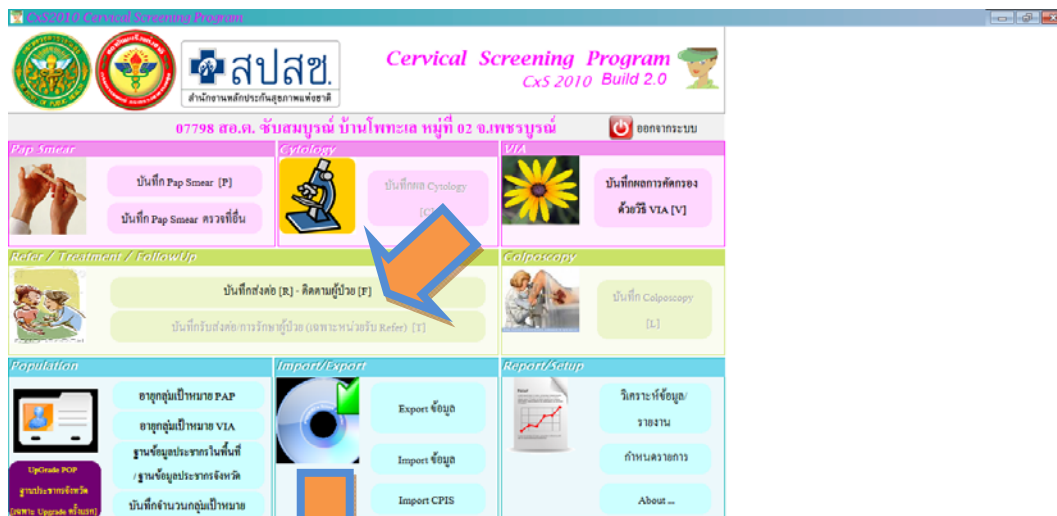 CxS2010 Cervical Screening Program
สปสช.
สำนักงานหลักประกันสุขภาพแห่งชาติ
Cervical Screening Program
CxS 2010 Build 2.0
07798 สอ.ต. ซับสมบูรณ์ บ้านโพทะเล หมู่ที่ 02 จ.เพชรบูรณ์
ออกจากระบบ
Pap Smear
บันทึก Pap Smear [P]
บันทึก Pap Smear ตรวจที่อื่น
Cytology
บันทึกผล Cytology
[C]
VIA
บันทึกผลการคัดกรอง
ด้วยวิธี VIA [V]
Refer / Treatment / FollowUp
บันทึกส่งต่อ [R] - ติดตามผู้ป่วย [F]
บันทึกรับส่งต่อ/การรักษาผู้ป่วย (เฉพาะหน่วยรับ Refer) [T]
Colposcopy
บันทึก Colposcopy
[L]
Population
อายุกลุ่มเป้าหมาย PAP
อายุกลุ่มเป้าหมาย VIA
ฐานข้อมูลประชากรในพื้นที่
/ฐานข้อมูลประชากรจังหวัด
บันทึกจำนวนกลุ่มเป้าหมาย
UpGrade POP
ฐานประชากรจังหวัด
[เฉพาะ Upgrade ครั้งแรก]
Import/Export
Export ข้อมูล
Import ข้อมูล
Import CPIS
Report/Setup
วิเคราะห์ข้อมูล/
รายงาน
กำหนดรายการ
About ...